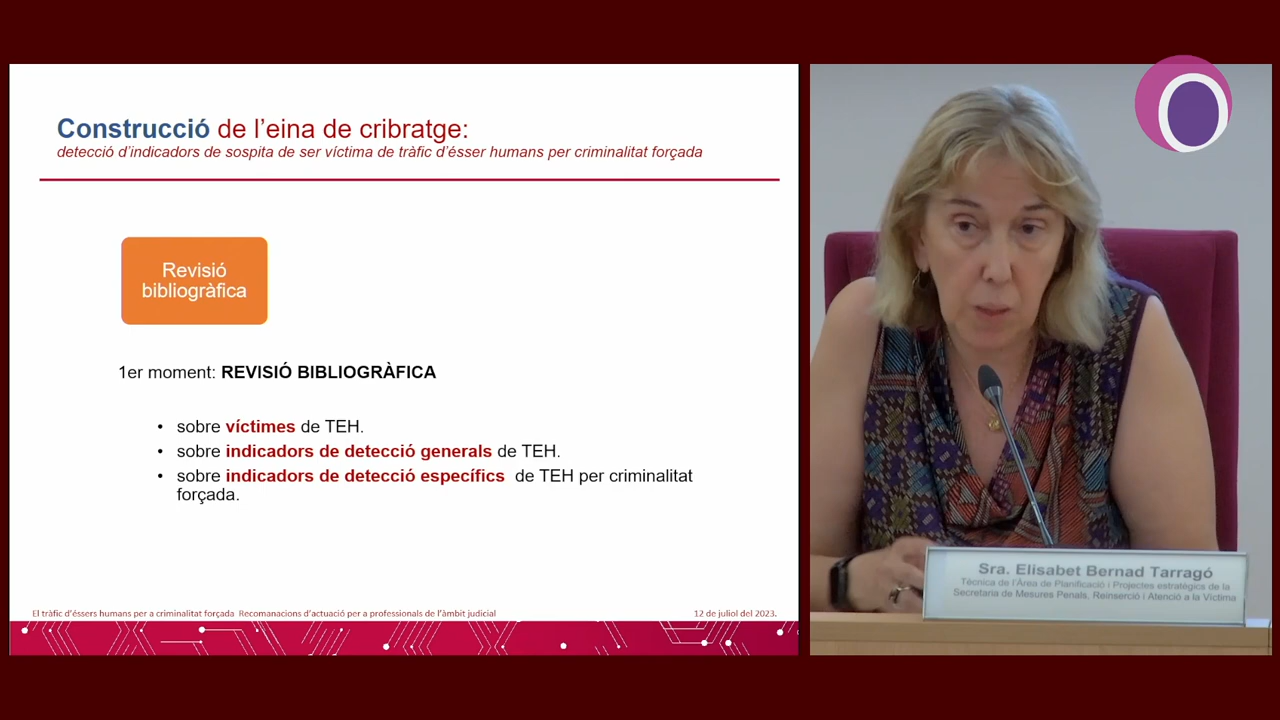 Construcció de l'eina de cribratge:
detecció d'indicadors de sospita de ser víctima de tràfic d'ésser humans per criminalitat forçada
Revisió
bibliogràfica
1er moment: REVISIÓ BIBLIOGRÀFICA
• sobre víctimes de TEH.
• sobre indicadors de detecció generals de TEH.
• sobre indicadors de detecció específics de TEH per criminalitat
forçada.
El tràfic d'éssers humans per a criminalitat forçada Recomanacions d'actuació per a professionals de l'àmbit judicial
12 de juliol del 2023.
Sra. Elisabet Bernad Tarragó
Tècnica de l'Àrea de Planificació i Projectes estratègics de la
Secretaria de Mesures Penals, Reinserció i Atenció a la Víctima